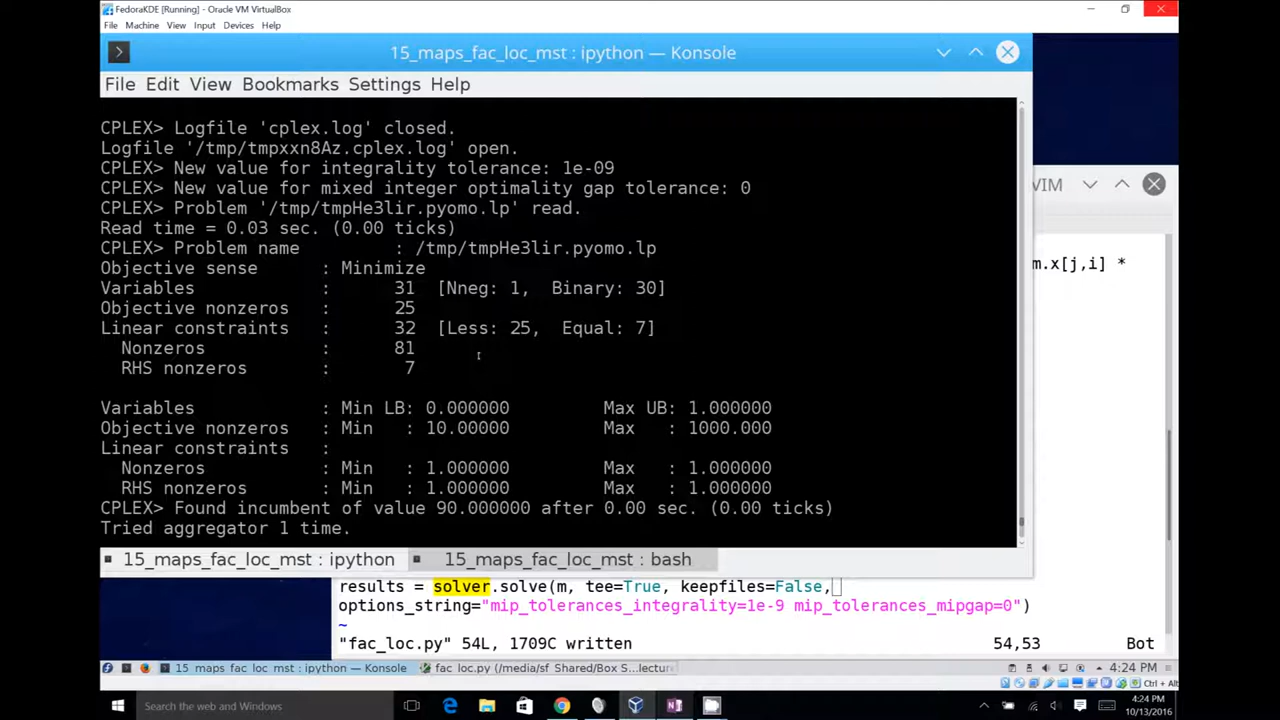 FedoraKDE [Running] - Oracle VM VirtualBox
File Machine View Input Devices Help
15_maps_fac_loc_mst : ipython — Konsole
File Edit View Bookmarks Settings Help
CPLEX> Logfile 'cplex.log' closed.
Logfile '/tmp/tmpxxn8Az.cplex.log' open.
CPLEX> New value for integrality tolerance: 1e-09
CPLEX> New value for mixed integer optimality gap tolerance: 0
CPLEX> Problem '/tmp/tmpHe3lir.pyomo.lp' read.
Read time = 0.03 sec. (0.00 ticks)
CPLEX> Problem name : /tmp/tmpHe3lir.pyomo.lp
Objective sense : Minimize
Variables : 31 [Nneg: 1, Binary: 30]
Objective nonzeros : 25
Linear constraints : 32 [Less: 25, Equal: 7]
Nonzeros : 81
RHS nonzeros : 7
Variables : Min LB: 0.000000 Max UB: 1.000000
Objective nonzeros : Min : 10.00000 Max : 1000.000
Linear constraints :
Nonzeros : Min : 1.000000 Max : 1.000000
RHS nonzeros : Min : 1.000000 Max : 1.000000
CPLEX> Found incumbent of value 90.000000 after 0.00 sec. (0.00 ticks)
Tried aggregator 1 time.
15_maps_fac_loc_mst : ipython
15_maps_fac_loc_mst : bash
VIM
m.x[j,i] *
results = solver.solve(m, tee=True, keepfiles=False,
options_string="mip_tolerances_integrality=1e-9 mip_tolerances_mipgap=0")
~
"fac_loc.py" 54L, 1709C written 54,53 Bot
15_maps_fac_loc_mst : ipython — Konsole
fac_loc.py (/media/sf_Shared/Box S...lectur
4:24 PM
Ctrl + Alt
Search the web and Windows
4:24 PM
10/13/2016